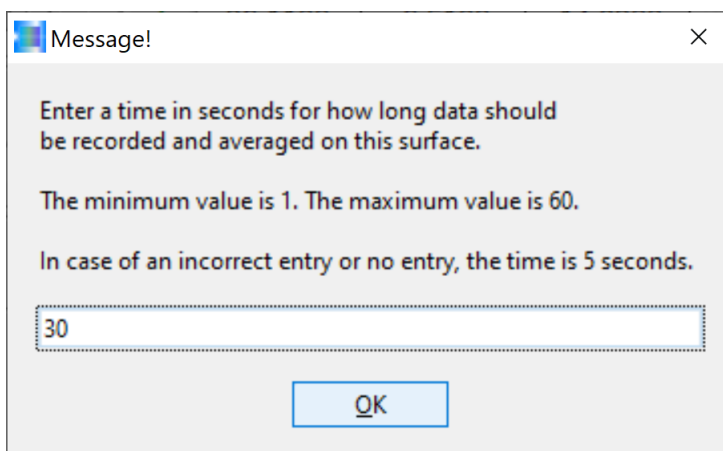 Message!
Enter a time in seconds for how long data should
be recorded and averaged on this surface.
The minimum value is 1. The maximum value is 60.
In case of an incorrect entry or no entry, the time is 5 seconds.
30
OK